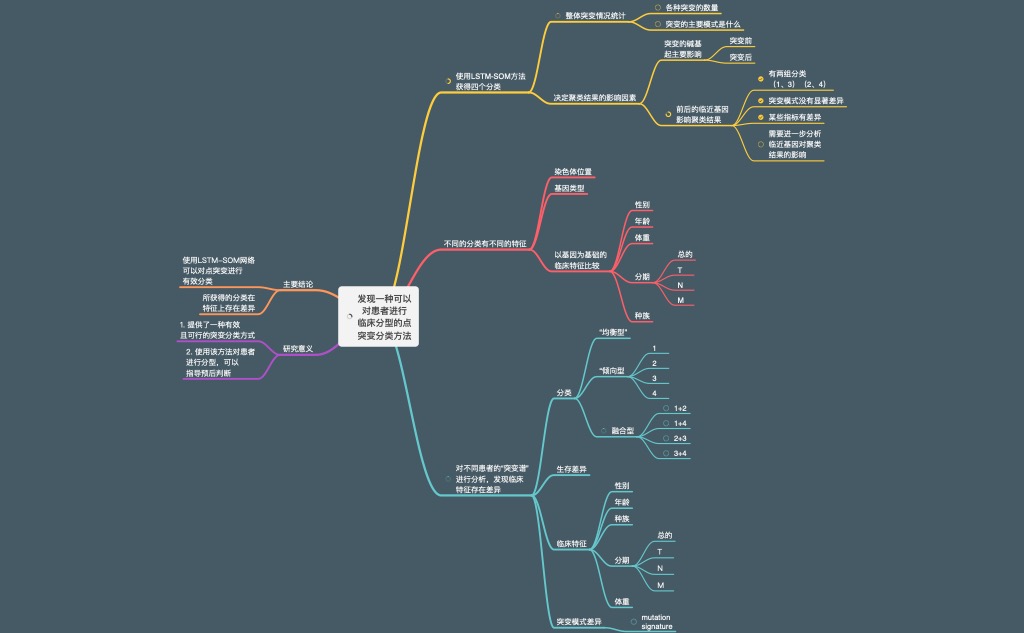 发现一种可以
对患者进行
临床分型的点
突变分类方法
使用LSTM-SOM方法
获得四个分类
整体突变情况统计
各种突变的数量
突变的主要模式是什么
决定聚类结果的影响因素
突变的碱基
起主要影响
突变前
突变后
前后的临近基因
影响聚类结果
有两组分类
（1、3）（2、4）
突变模式没有显著差异
某些指标有差异
需要进一步分析
临近基因对聚类
结果的影响
不同的分类有不同的特征
染色体位置
基因类型
以基因为基础的
临床特征比较
性别
年龄
体重
分期
总的
T
N
M
种族
对不同患者的"突变谱"
进行分析，发现临床
特征存在差异
分类
"均衡型"
"倾向型
1
2
3
4
融合型
1+2
1+4
2+3
3+4
生存差异
临床特征
性别
年龄
种族
分期
总的
T
N
M
体重
突变模式差异
mutation
signature
主要结论
使用LSTM-SOM网络
可以对点突变进行
有效分类
所获得的分类在
特征上存在差异
研究意义
1. 提供了一种有效
且可行的突变分类方式
2. 使用该方法对患者
进行分型，可以
指导预后判断